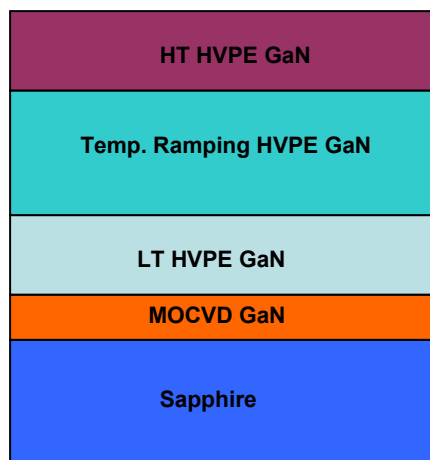 HT HVPE GaN
Temp. Ramping HVPE GaN
LT HVPE GaN
MOCVD GaN
Sapphire